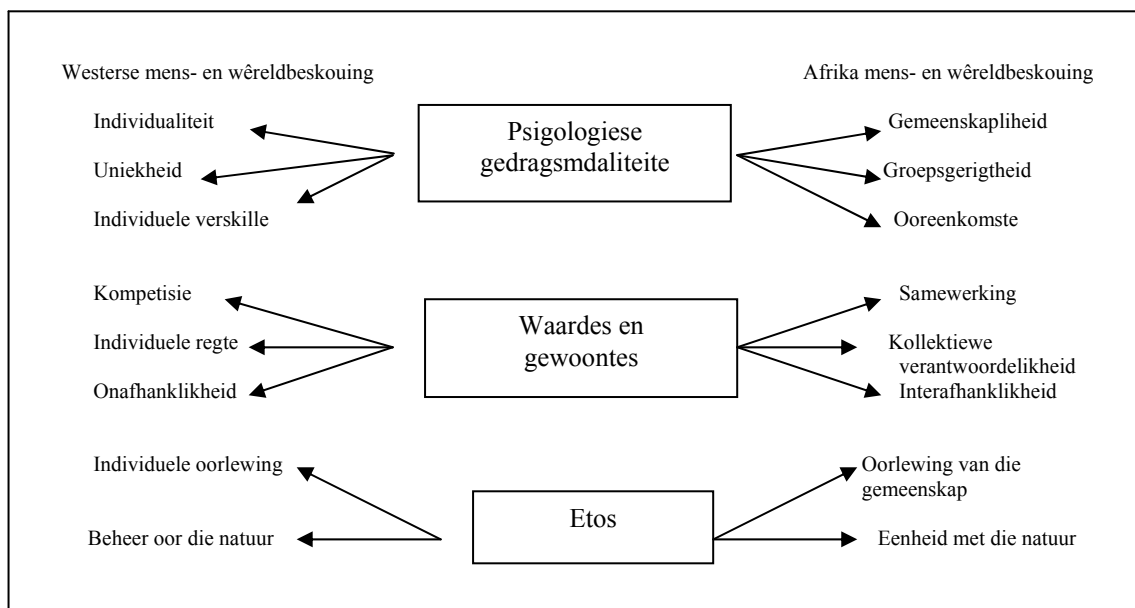 Westerse mens- en wêreldbeskouing
Afrika mens- en wêreldbeskouing
Individualiteit
Uniekheid
Individuele verskille
Psigologiese
gedragsmdaliteite
Gemeenskapliheid
Groepsgerigtheid
Ooreenkomste
Kompetisie
Individuele regte
Onafhanklikheid
Waardes en
gewoontes
Samewerking
Kollektiewe
verantwoordelikheid
Interafhanklikheid
Individuele oorlewing
Beheer oor die natuur
Etos
Oorlewing van die
gemeenskap
Eenheid met die natuur